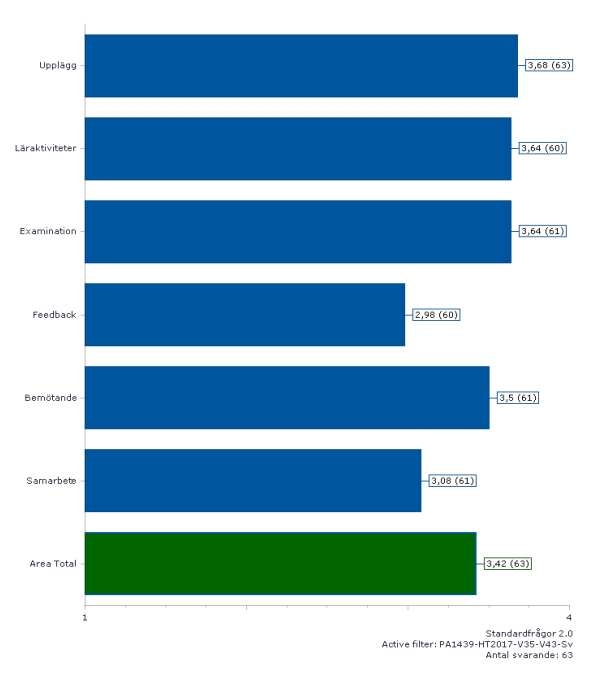 Upplägg
3,68 (63)
Läraktiviteter
3,64 (60)
Examination
3,64 (61)
Feedback
2,98 (60)
Bemötande
3,5 (61)
Samarbete
3,08 (61)
Area Total
3,42 (63)
1
4
Standardfrågor 2.0
Active filter: PA1439-HT2017-V35-V43-Sv
Antal svarande: 63